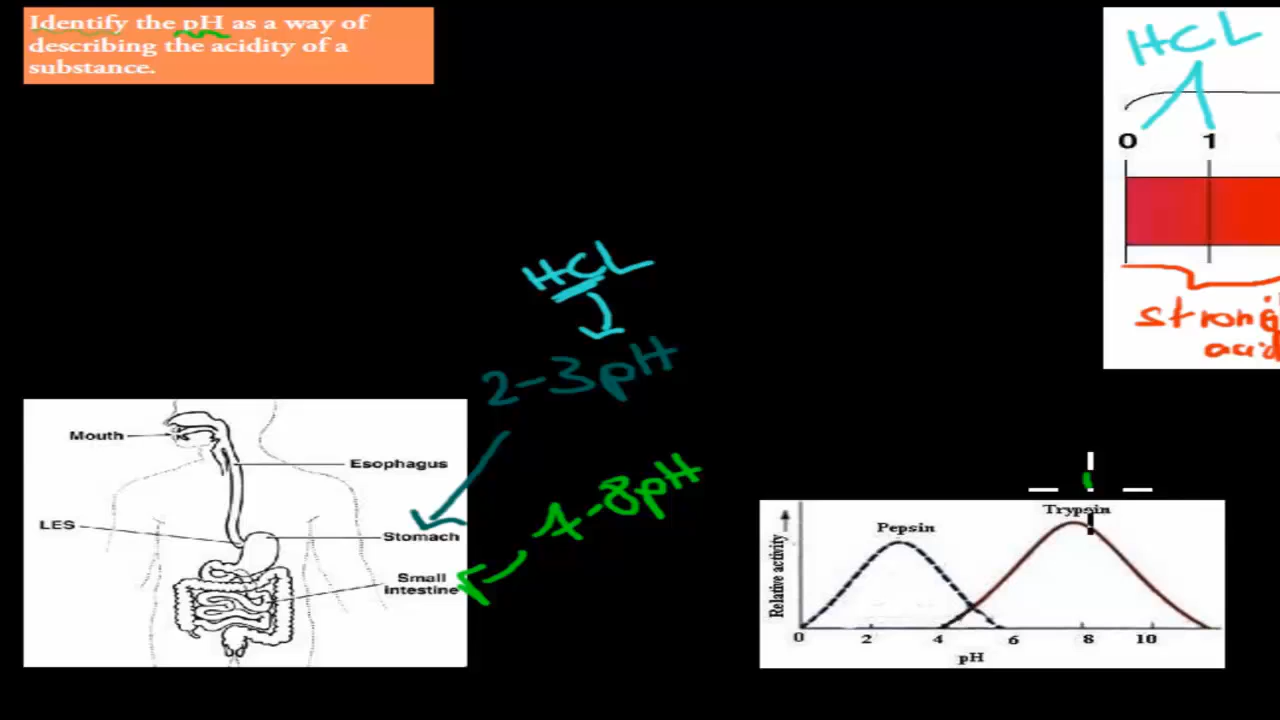 Identify the pH as a way of
describing the acidity of a
substance.
HCL
0 1
strong
acid
HCL
2-3pH
4-8pH
Mouth
Esophagus
LES
Stomach
Small
Intestine
Pepsin
Trypsin
Relative activity
0 2 4 6 8 10
pH